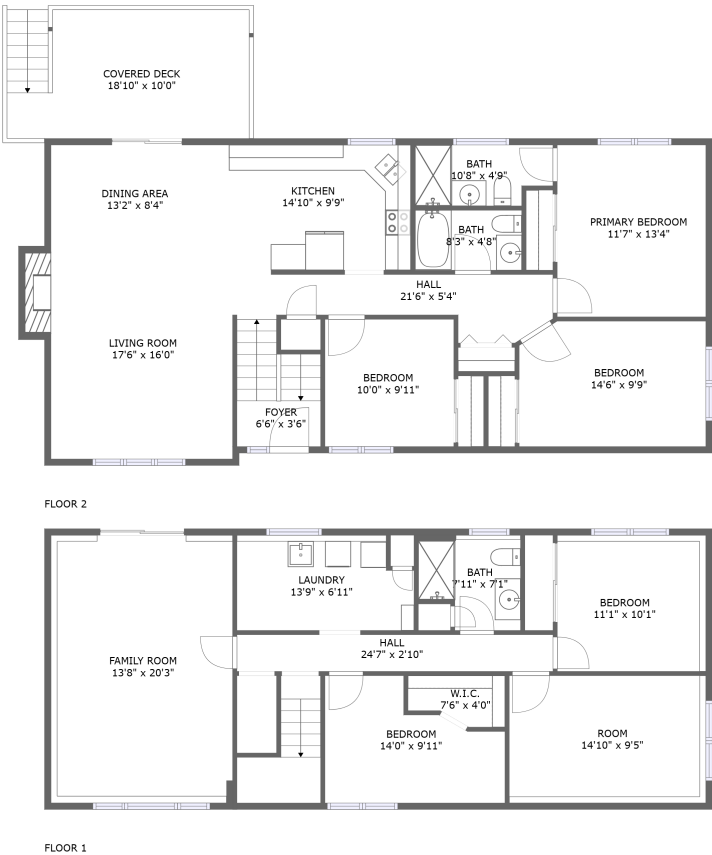 COVERED DECK
18'10" x 10'0"
DINING AREA
13'2" x 8'4"
KITCHEN
14'10" x 9'9"
BATH
10'8" x 4'9"
BATH
8'3" x 4'8"
PRIMARY BEDROOM
11'7" x 13'4"
HALL
21'6" x 5'4"
LIVING ROOM
17'6" x 16'0"
BEDROOM
10'0" x 9'11"
BEDROOM
14'6" x 9'9"
FOYER
6'6" x 3'6"
FLOOR 2
LAUNDRY
13'9" x 6'11"
BATH
7'11" x 7'1"
BEDROOM
11'1" x 10'1"
HALL
24'7" x 2'10"
FAMILY ROOM
13'8" x 20'3"
W.I.C.
7'6" x 4'0"
BEDROOM
14'0" x 9'11"
ROOM
14'10" x 9'5"
FLOOR 1